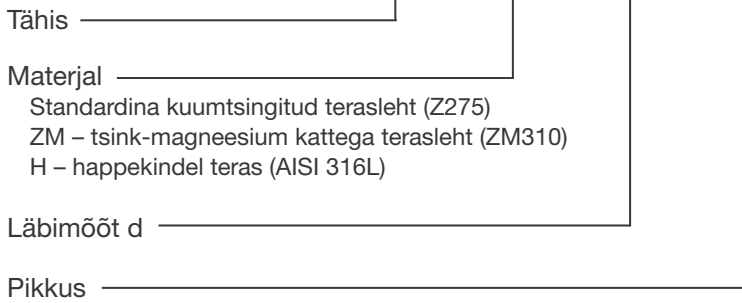 Tähis
Materjal
Standardina kuumtsingitud terasleht (Z275)
ZM – tsink-magneesium kattega terasleht (ZM310)
H – happekindel teras (AISI 316L)
Läbimõõt d
Pikkus